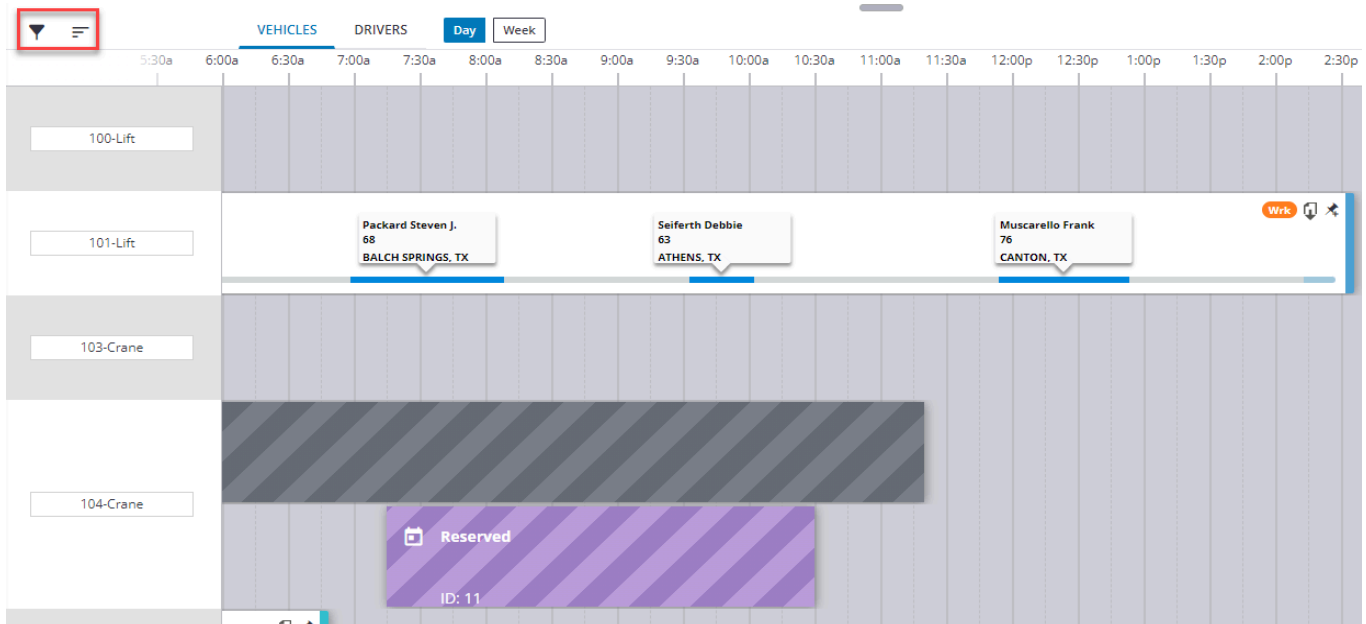 VEHICLES DRIVERS Day Week
5:30a 6:00a 6:30a 7:00a 7:30a 8:00a 8:30a 9:00a 9:30a 10:00a 10:30a 11:00a 11:30a 12:00p 12:30p 1:00p 1:30p 2:00p 2:30p
100-Lift
101-Lift
Packard Steven J.
68
BALCH SPRINGS, TX
Seiferth Debbie
63
ATHENS, TX
Muscarello Frank
76
CANTON, TX
Wrk
103-Crane
104-Crane
Reserved
ID: 11